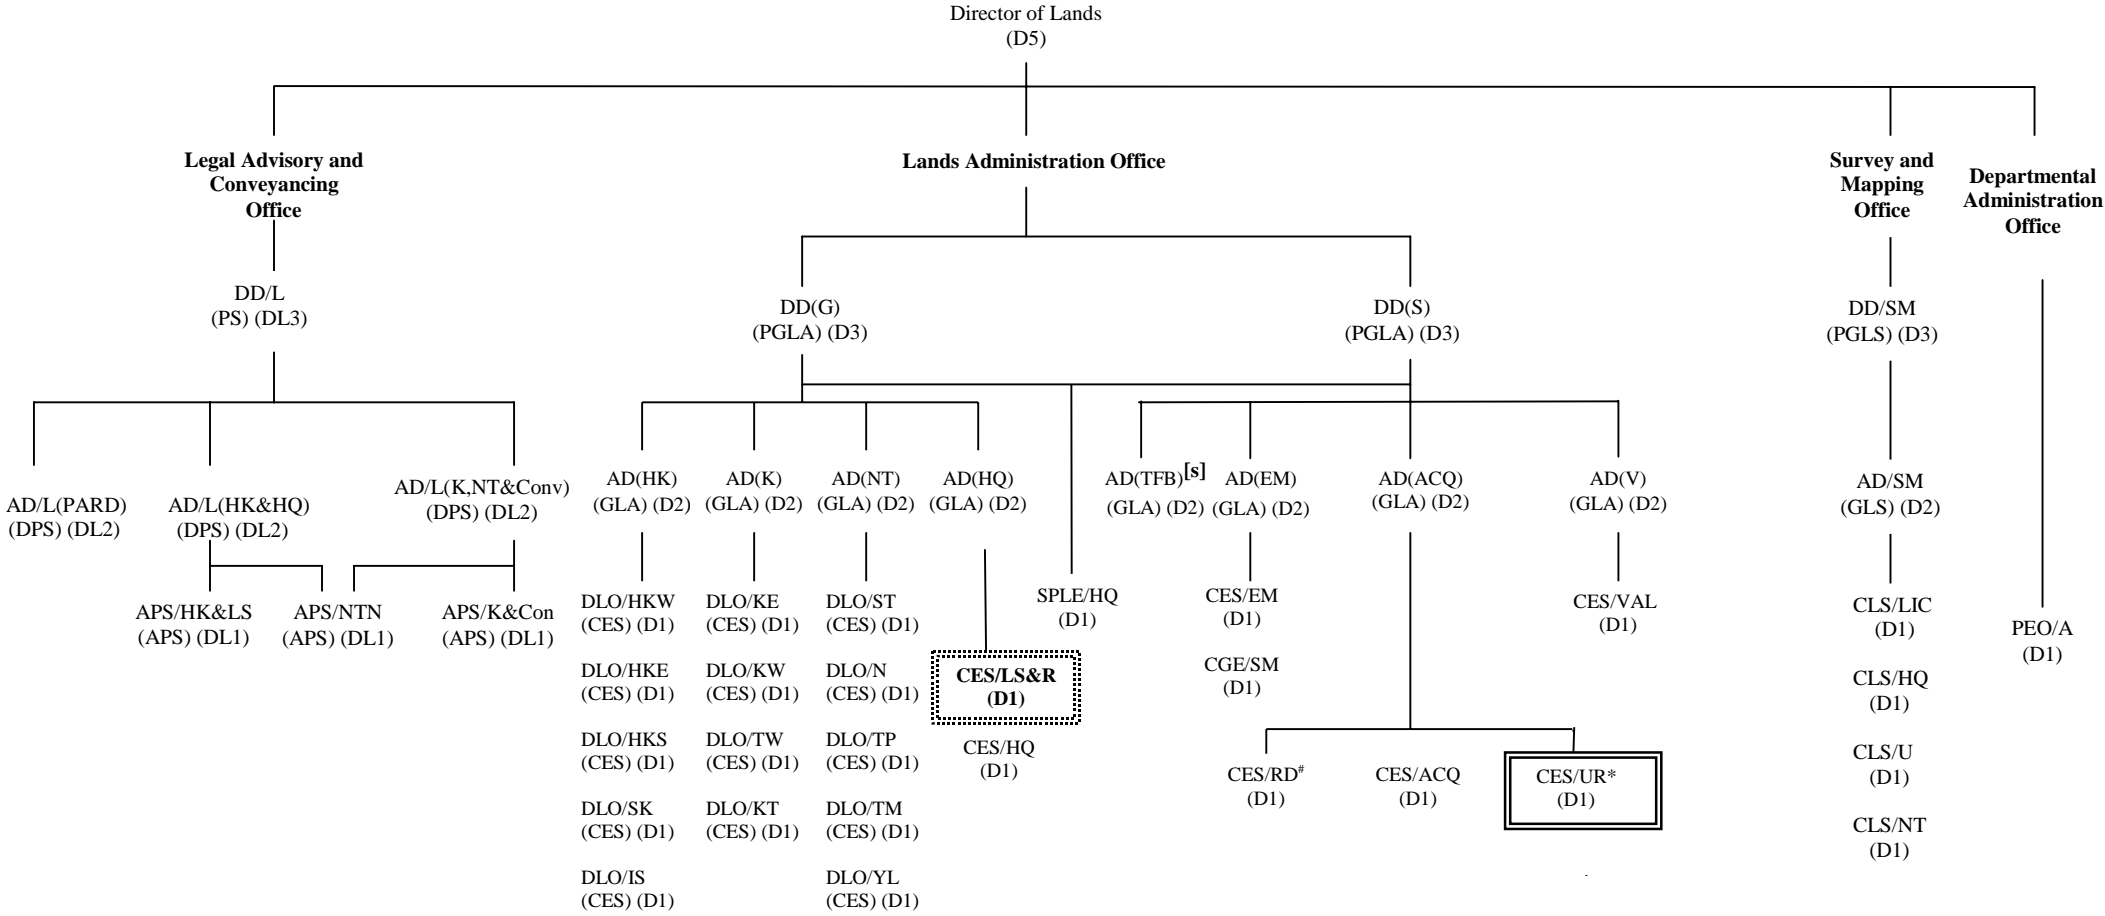 Director of Lands
(D5)
Legal Advisory and
Conveyancing
Office
Lands Administration Office
Survey and
Mapping
Office
Departmental
Administration
Office
DD/L
(PS) (DL3)
DD(G)
(PGLA) (D3)
DD(S)
(PGLA) (D3)
DD/SM
(PGLS) (D3)
AD/L(PARD)
(DPS) (DL2)
AD/L(HK&HQ)
(DPS) (DL2)
AD/L(K,NT&Conv)
(DPS) (DL2)
AD(HK)
(GLA) (D2)
AD(K)
(GLA) (D2)
AD(NT)
(GLA) (D2)
AD(HQ)
(GLA) (D2)
AD(TFB)[s]
(GLA) (D2)
AD(EM)
(GLA) (D2)
AD(ACQ)
(GLA) (D2)
AD(V)
(GLA) (D2)
AD/SM
(GLS) (D2)
APS/HK&LS
(APS) (DL1)
APS/NTN
(APS) (DL1)
APS/K&Con
(APS) (DL1)
DLO/HKW
(CES) (D1)
DLO/HKE
(CES) (D1)
DLO/HKS
(CES) (D1)
DLO/SK
(CES) (D1)
DLO/IS
(CES) (D1)
DLO/KE
(CES) (D1)
DLO/KW
(CES) (D1)
DLO/TW
(CES) (D1)
DLO/KT
(CES) (D1)
DLO/ST
(CES) (D1)
DLO/N
(CES) (D1)
DLO/TP
(CES) (D1)
DLO/TM
(CES) (D1)
DLO/YL
(CES) (D1)
CES/LS&R
(D1)
CES/HQ
(D1)
SPLE/HQ
(D1)
CES/EM
(D1)
CGE/SM
(D1)
CES/RD#
(D1)
CES/ACQ
(D1)
CES/UR*
(D1)
CES/VAL
(D1)
CLS/LIC
(D1)
CLS/HQ
(D1)
CLS/U
(D1)
CLS/NT
(D1)
PEO/A
(D1)